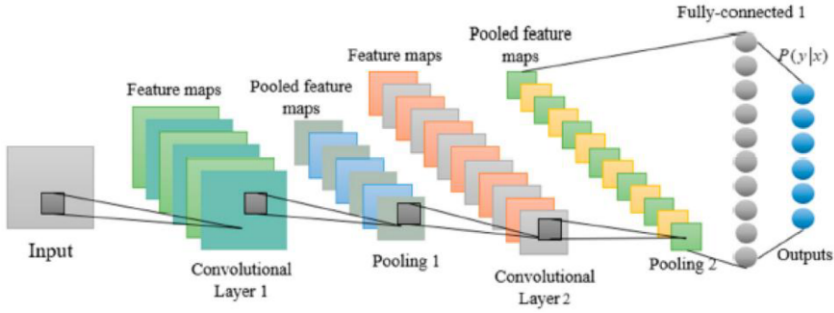 Fully-connected 1
Pooled feature
maps
Feature maps
P(y|x)
Feature maps
Pooled feature
maps
Input
Convolutional
Layer 1
Pooling 1
Convolutional
Layer 2
Pooling 2
Outputs